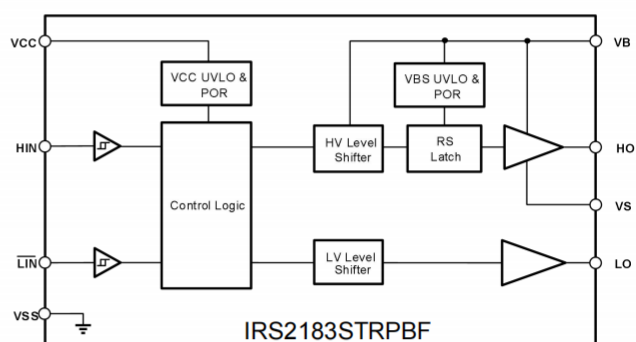 VCC
VB
VCC UVLO &
POR
VBS UVLO &
POR
HIN
HV Level
Shifter
RS
Latch
HO
Control Logic
VS
LIN
LV Level
Shifter
LO
VSS
IRS2183STRPBF